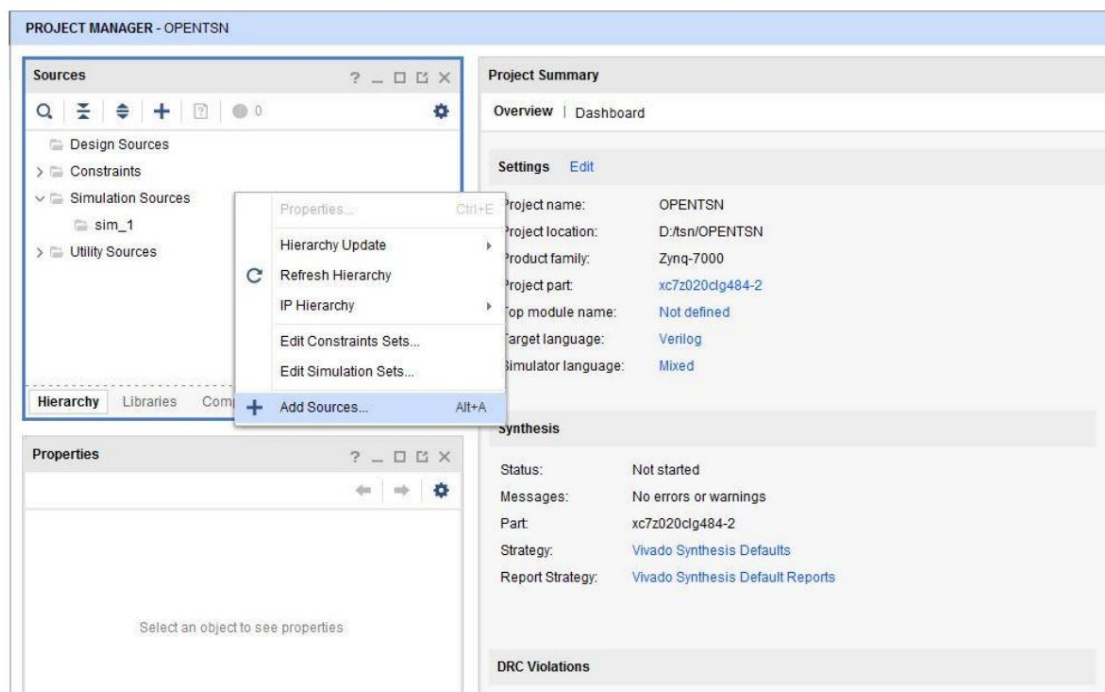 PROJECT MANAGER - OPENTSN
Sources
0
Design Sources
Constraints
Simulation Sources
sim_1
Utility Sources
Hierarchy Libraries
Properties... Ctrl+E
Hierarchy Update
Refresh Hierarchy
IP Hierarchy
Edit Constraints Sets...
Edit Simulation Sets...
Add Sources... Alt+A
Properties
Select an object to see properties
Project Summary
Overview | Dashboard
Settings Edit
Project name: OPENTSN
Project location: D:/tsn/OPENTSN
Product family: Zynq-7000
Project part: xc7z020clg484-2
Top module name: Not defined
Target language: Verilog
Simulator language: Mixed
Synthesis
Status: Not started
Messages: No errors or warnings
Part: xc7z020clg484-2
Strategy: Vivado Synthesis Defaults
Report Strategy: Vivado Synthesis Default Reports
DRC Violations